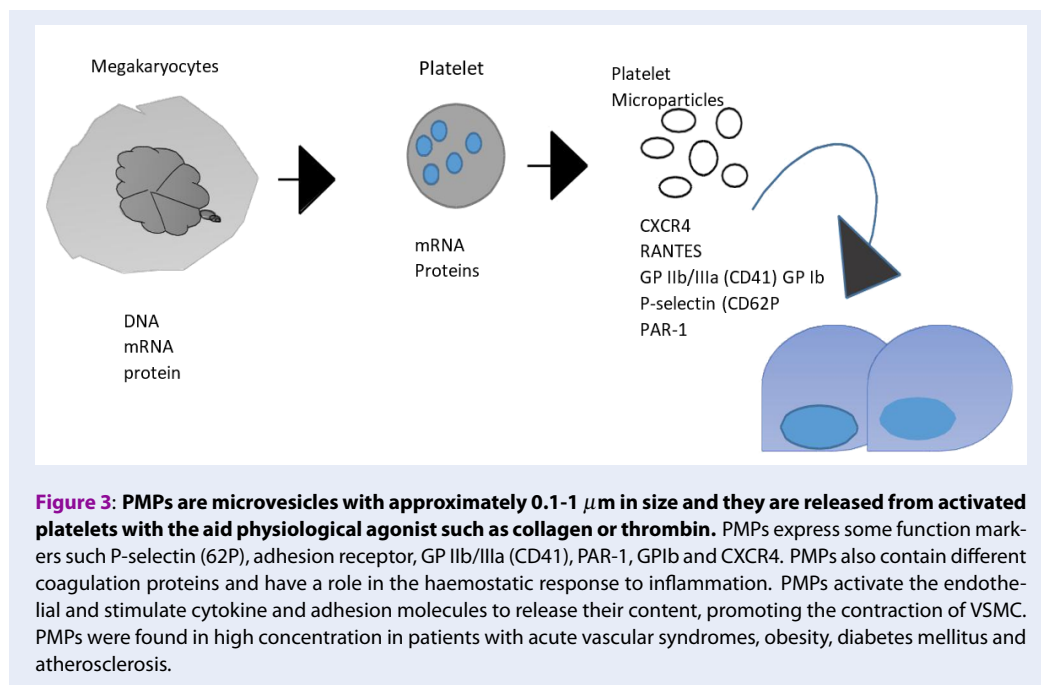 Megakaryocytes
Platelet
Platelet
Microparticles
DNA
mRNA
protein
mRNA
Proteins
CXCR4
RANTES
GP IIb/IIIa (CD41) GP Ib
P-selectin (CD62P
PAR-1
Figure 3: PMPs are microvesicles with approximately 0.1-1 μm in size and they are released from activated
platelets with the aid physiological agonist such as collagen or thrombin. PMPs express some function mark-
ers such P-selectin (62P), adhesion receptor, GP IIb/IIIa (CD41), PAR-1, GPIb and CXCR4. PMPs also contain different
coagulation proteins and have a role in the haemostatic response to inflammation. PMPs activate the endothe-
lial and stimulate cytokine and adhesion molecules to release their content, promoting the contraction of VSMC.
PMPs were found in high concentration in patients with acute vascular syndromes, obesity, diabetes mellitus and
atherosclerosis.